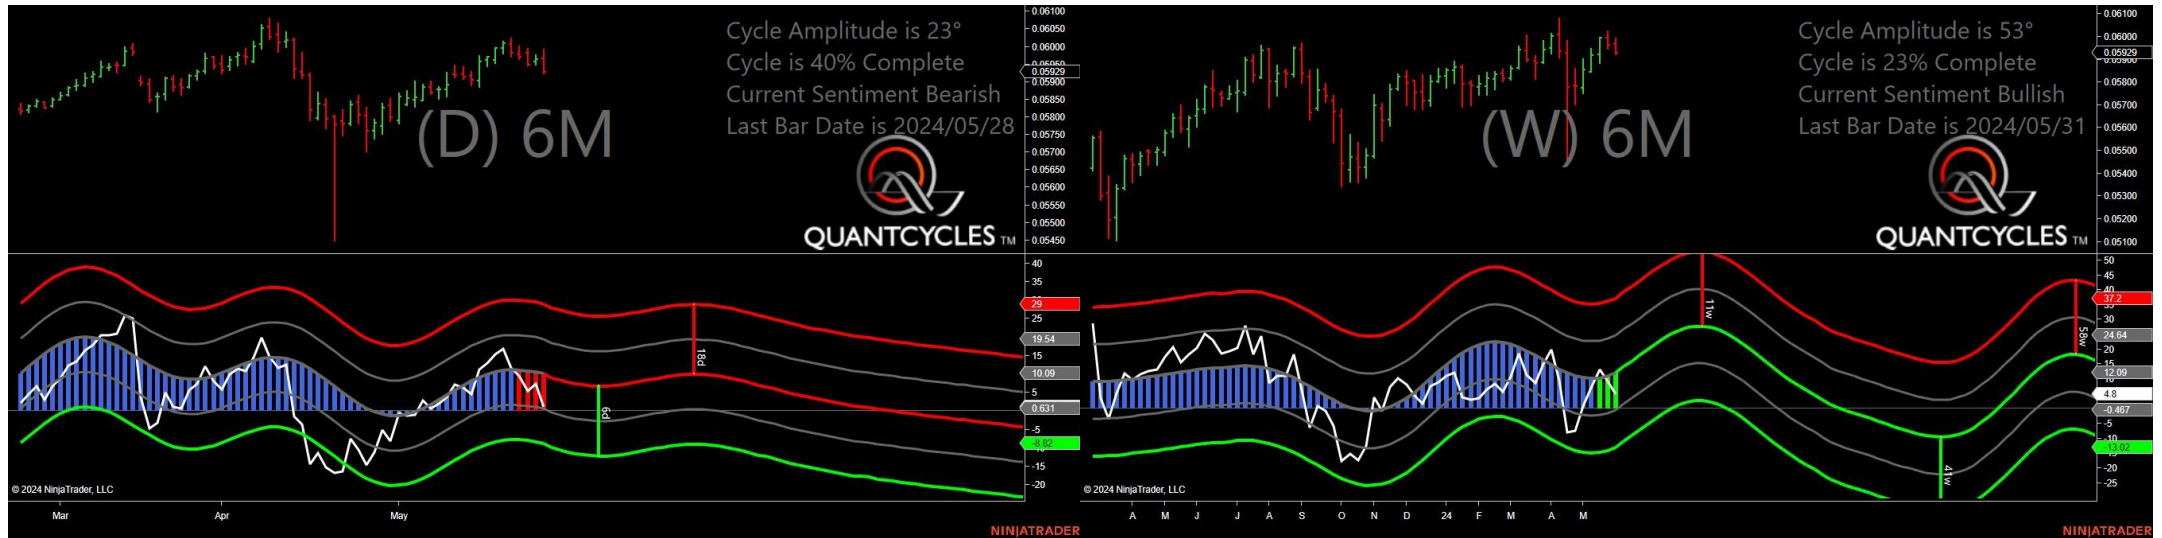 Cycle Amplitude is 23°
Cycle is 40% Complete
Current Sentiment Bearish
Last Bar Date is 2024/05/28
(D) 6M
QUANTCYCLES TM
0.06100
0.06050
0.06000
0.05950
0.05929
0.05900
0.05850
0.05800
0.05750
0.05700
0.05650
0.05600
0.05550
0.05500
0.05450
40
35
29
25
19.54
15
10.09
5
0.631
-5
-8.82
-15
-20
18d
6d
© 2024 NinjaTrader, LLC
Mar Apr May
NINJATRADER
Cycle Amplitude is 53°
Cycle is 23% Complete
Current Sentiment Bullish
Last Bar Date is 2024/05/31
(W) 6M
QUANTCYCLES TM
0.06100
0.06000
0.05929
0.05900
0.05800
0.05700
0.05600
0.05500
0.05400
0.05300
0.05200
0.05100
50
45
40
37.2
30
24.64
20
12.09
4.8
-0.467
-5
-10
-13.02
-20
-25
11w
41w
58w
© 2024 NinjaTrader, LLC
A M J J A S O N D 24 F M A M
NINJATRADER